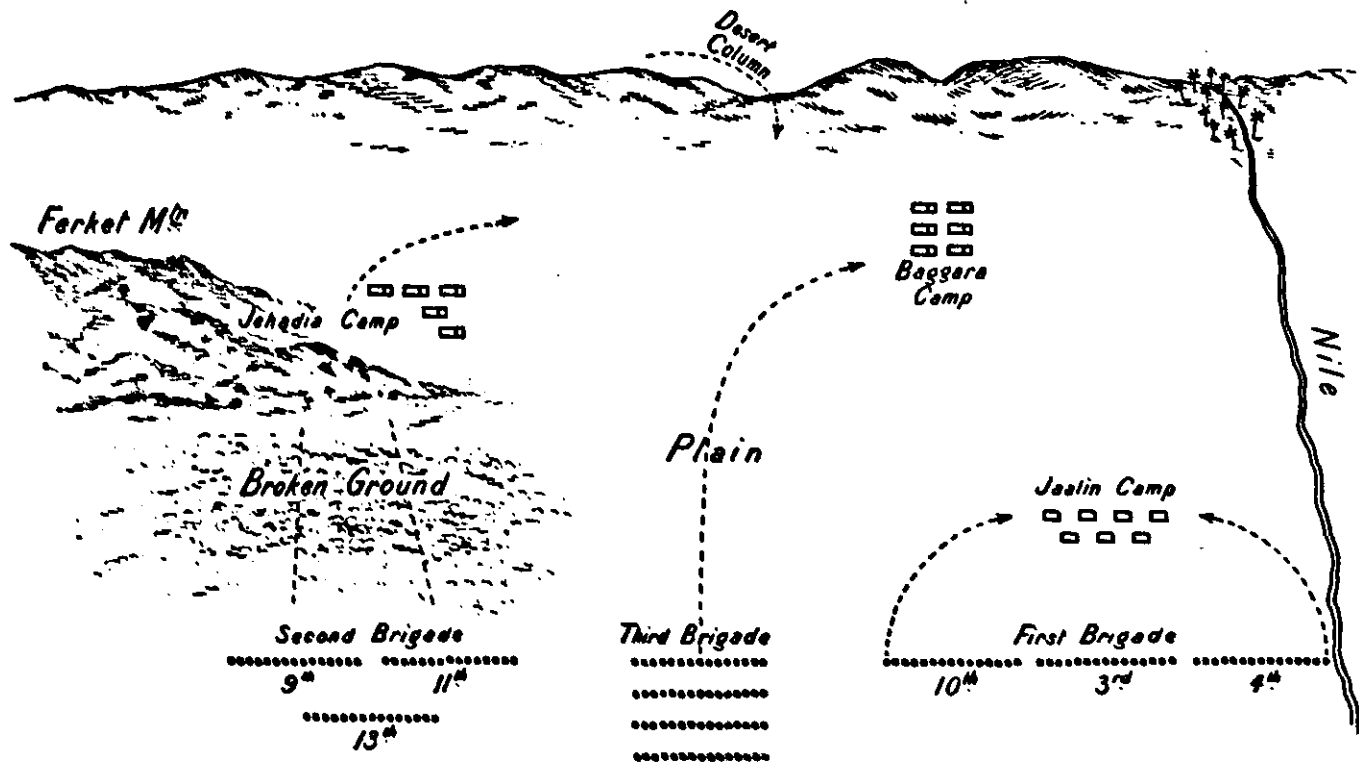 Desert
Column
Ferket Mtn
Jehadia Camp
Baggara
Camp
Nile
Plain
Broken Ground
Jaalin Camp
Second Brigade
Third Brigade
First Brigade
9th
11th
10th
3rd
4th
13th